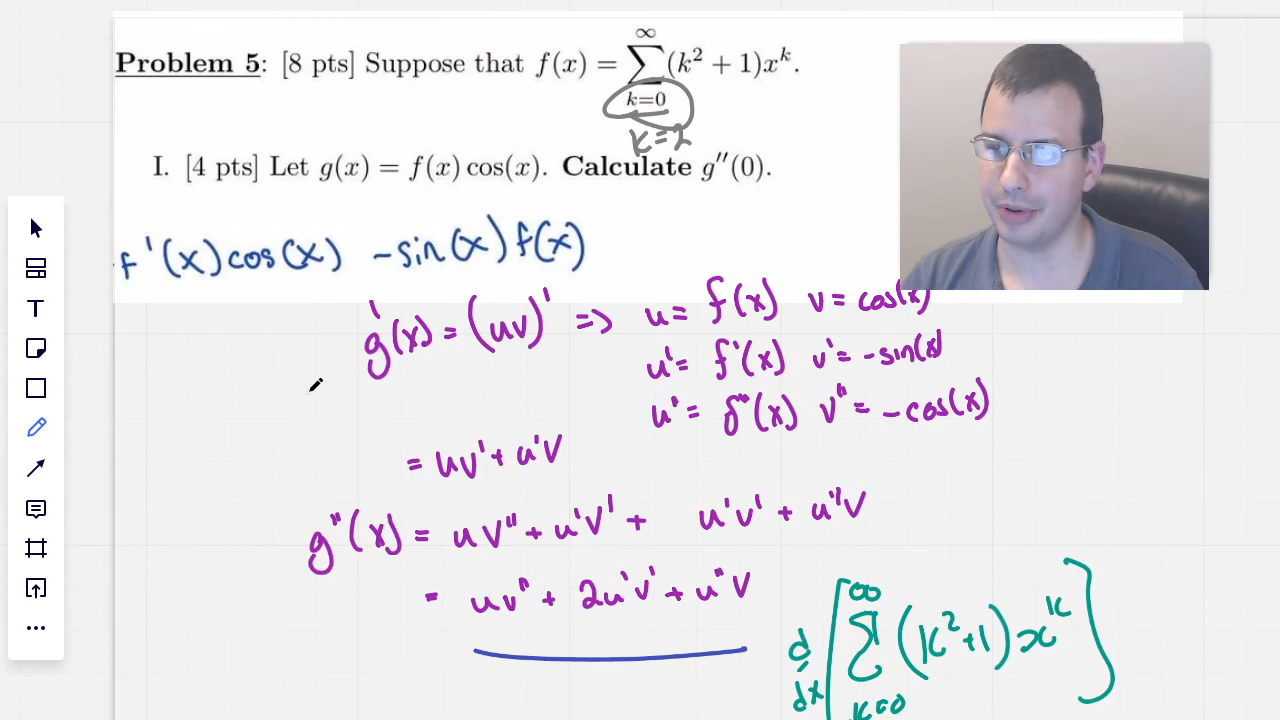 Problem 5: [8 pts] Suppose that f(x) = ∑_{k=0}^{∞} (k² + 1)x^k.
k=2
I. [4 pts] Let g(x) = f(x) cos(x). Calculate g″(0).
f'(x)cos(x) -sin(x)f(x)
g'(x) = (uv)' => u= f(x) v= cos(x)
u'= f'(x) v'= -sin(x)
u"= f"(x) v"= -cos(x)
= uv'+ u'v
g"(x) = uv" + u'v' + u'v' + u"v
= uv" + 2u'v' + u"v
d/dx [∑_{k=0}^{∞} (k²+1)x^k]
T